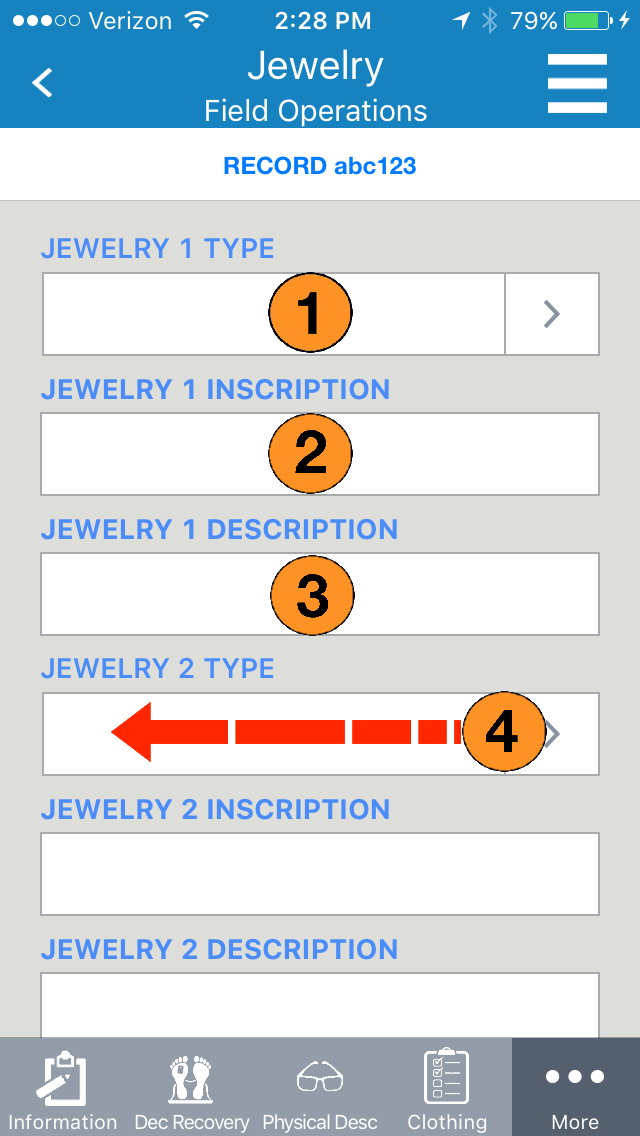 Verizon 2:28 PM 79%
Jewelry
Field Operations
RECORD abc123
JEWELRY 1 TYPE
1
JEWELRY 1 INSCRIPTION
2
JEWELRY 1 DESCRIPTION
3
JEWELRY 2 TYPE
4
JEWELRY 2 INSCRIPTION
JEWELRY 2 DESCRIPTION
Information Dec Recovery Physical Desc Clothing More